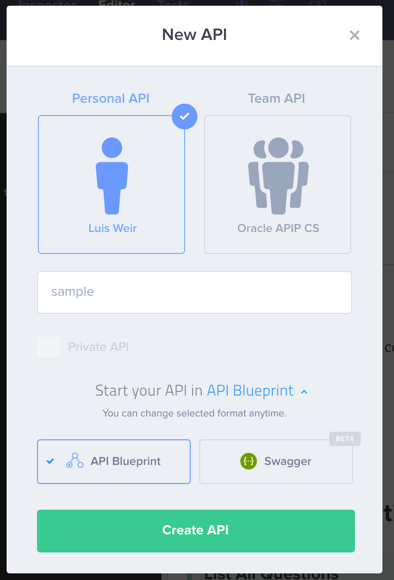 Inspector Editor Tests
New API
Personal API
Team API
Luis Weir
Oracle APIP CS
sample
Private API
Start your API in API Blueprint
You can change selected format anytime.
BETA
API Blueprint
Swagger
Create API
List All Questions